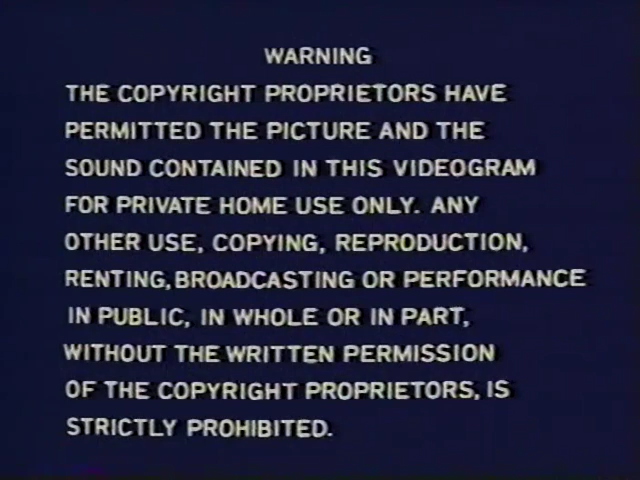 WARNING
THE COPYRIGHT PROPRIETORS HAVE
PERMITTED THE PICTURE AND THE
SOUND CONTAINED IN THIS VIDEOGRAM
FOR PRIVATE HOME USE ONLY. ANY
OTHER USE, COPYING, REPRODUCTION,
RENTING, BROADCASTING OR PERFORMANCE
IN PUBLIC, IN WHOLE OR IN PART,
WITHOUT THE WRITTEN PERMISSION
OF THE COPYRIGHT PROPRIETORS, IS
STRICTLY PROHIBITED.